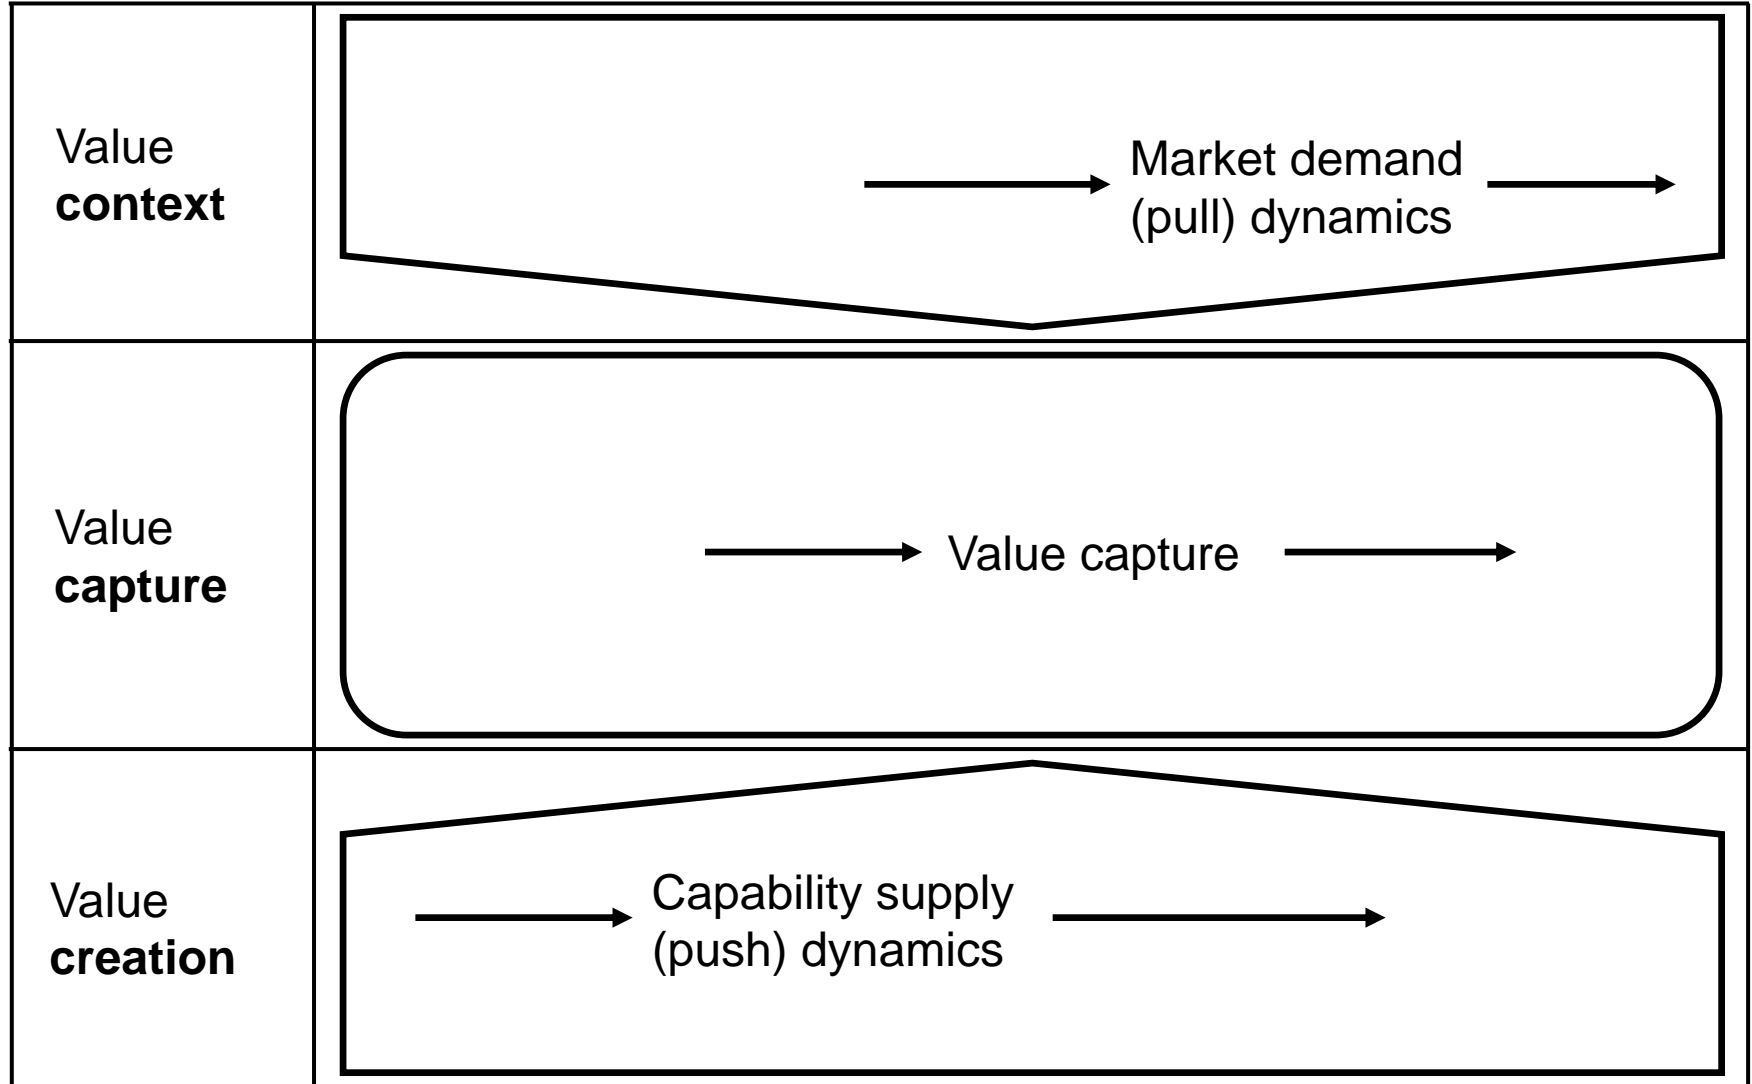 Value
context
Market demand
(pull) dynamics
Value
capture
Value capture
Value
creation
Capability supply
(push) dynamics